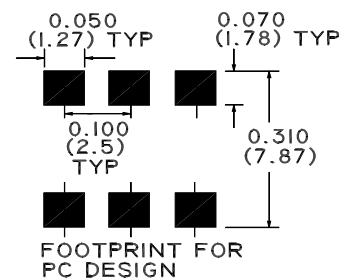 0.050
(1.27) TYP
0.070
(1.78) TYP
0.100
(2.5)
TYP
0.310
(7.87)
FOOTPRINT FOR
PC DESIGN